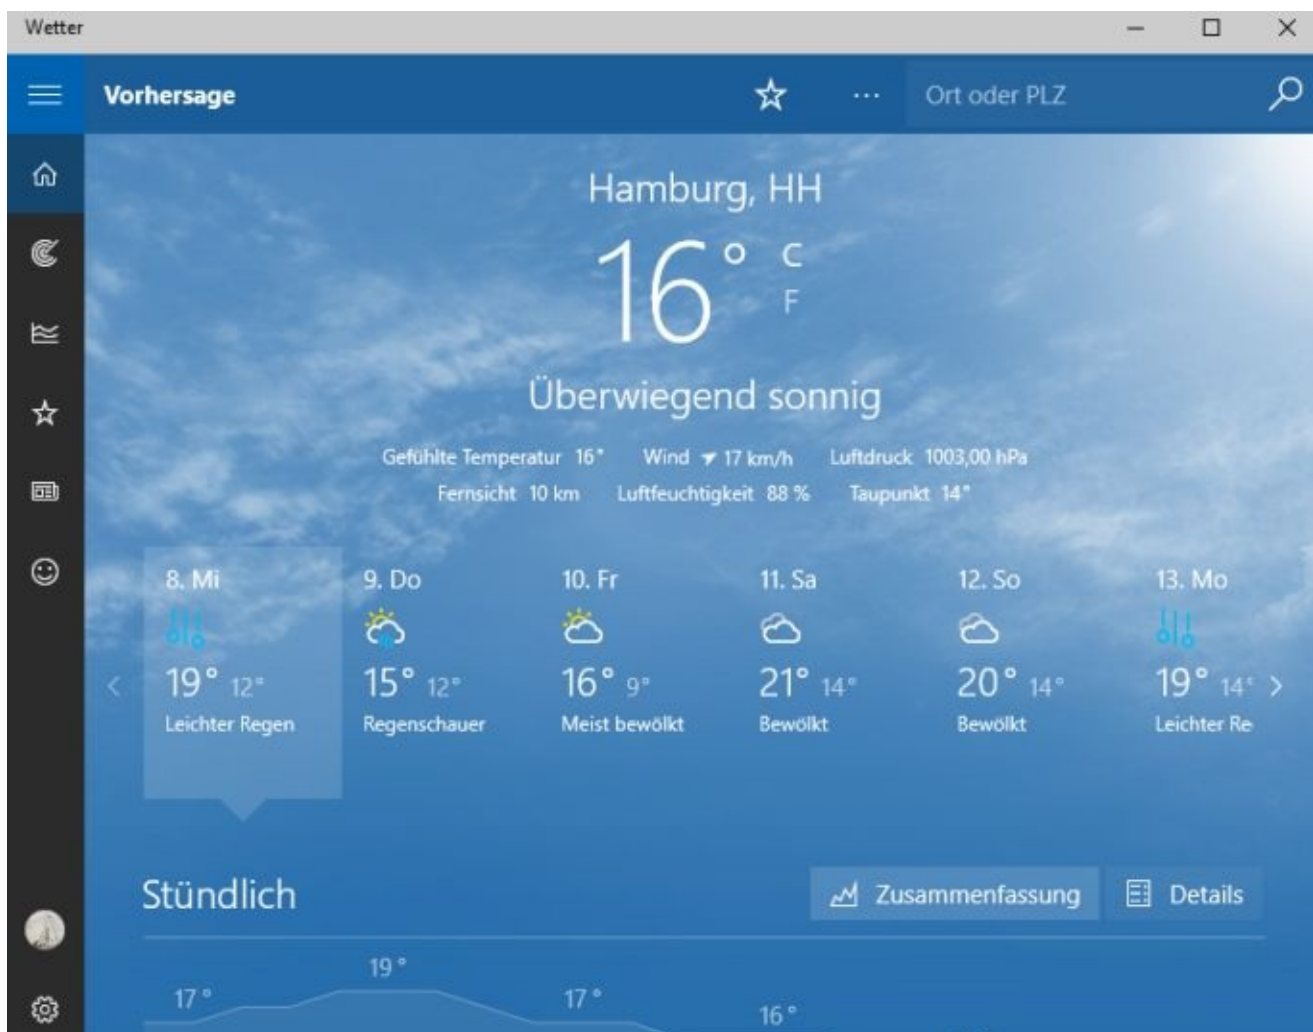 Wetter
Vorhersage
Ort oder PLZ
Hamburg, HH
16° C
F
Überwiegend sonnig
Gefühlte Temperatur 16° Wind 17 km/h Luftdruck 1003,00 hPa
Fernsicht 10 km Luftfeuchtigkeit 88 % Taupunkt 14°
8. Mi 9. Do 10. Fr 11. Sa 12. So 13. Mo
19° 12° 15° 12° 16° 9° 21° 14° 20° 14° 19° 14°
Leichter Regen Regenschauer Meist bewölkt Bewölkt Bewölkt Leichter Re
Stündlich Zusammenfassung Details
19°
17° 17°
16°